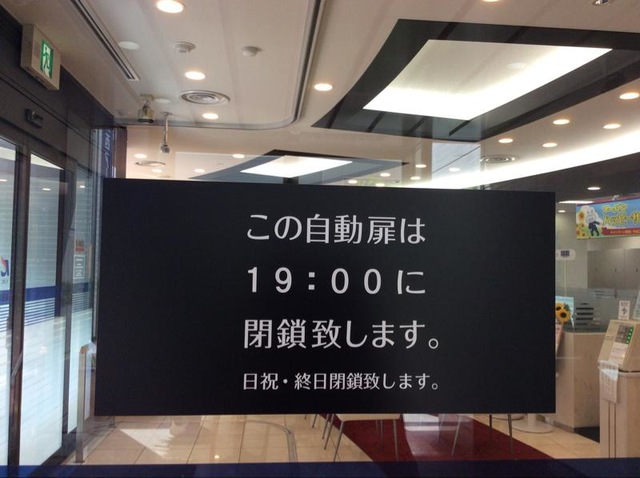 この自動扉は
19：00に
閉鎖致します。
日祝・終日閉鎖致します。